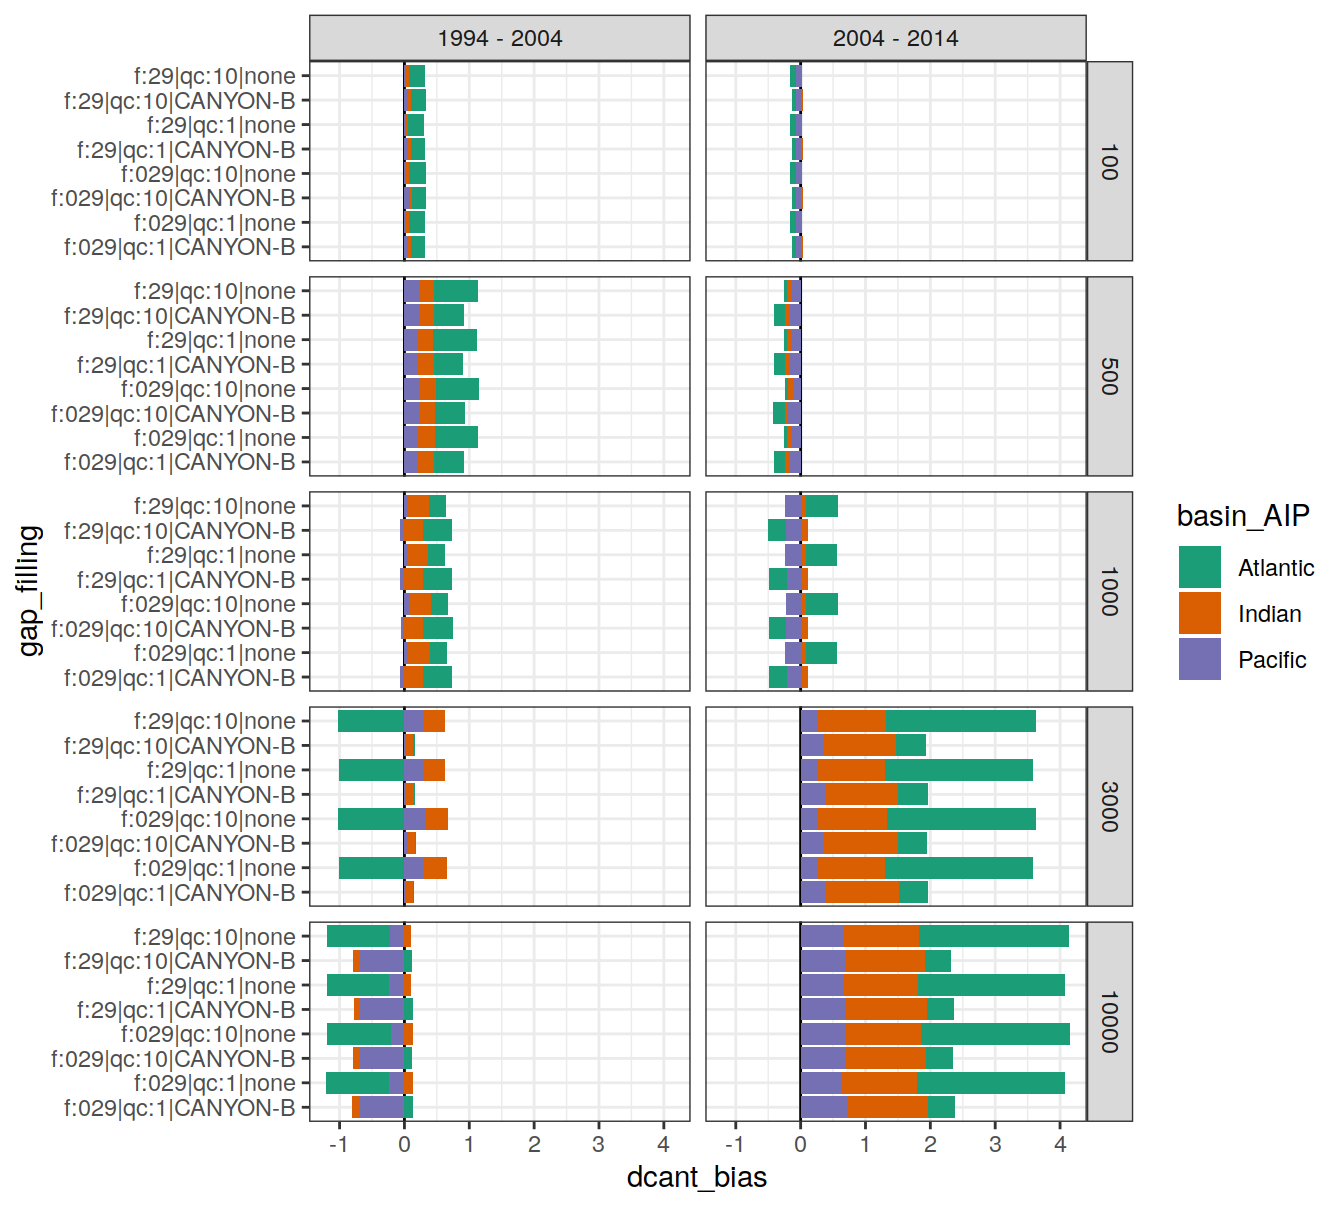 1994 - 2004
2004 - 2014
f:29|qc:10|none
f:29|qc:10|CANYON-B
f:29|qc:1|none
f:29|qc:1|CANYON-B
f:029|qc:10|none
f:029|qc:10|CANYON-B
f:029|qc:1|none
f:029|qc:1|CANYON-B
100
f:29|qc:10|none
f:29|qc:10|CANYON-B
f:29|qc:1|none
f:29|qc:1|CANYON-B
f:029|qc:10|none
f:029|qc:10|CANYON-B
f:029|qc:1|none
f:029|qc:1|CANYON-B
500
f:29|qc:10|none
f:29|qc:10|CANYON-B
f:29|qc:1|none
f:29|qc:1|CANYON-B
f:029|qc:10|none
f:029|qc:10|CANYON-B
f:029|qc:1|none
f:029|qc:1|CANYON-B
1000
f:29|qc:10|none
f:29|qc:10|CANYON-B
f:29|qc:1|none
f:29|qc:1|CANYON-B
f:029|qc:10|none
f:029|qc:10|CANYON-B
f:029|qc:1|none
f:029|qc:1|CANYON-B
3000
f:29|qc:10|none
f:29|qc:10|CANYON-B
f:29|qc:1|none
f:29|qc:1|CANYON-B
f:029|qc:10|none
f:029|qc:10|CANYON-B
f:029|qc:1|none
f:029|qc:1|CANYON-B
10000
-1 0 1 2 3 4
-1 0 1 2 3 4
dcant_bias
gap_filling
basin_AIP
Atlantic
Indian
Pacific